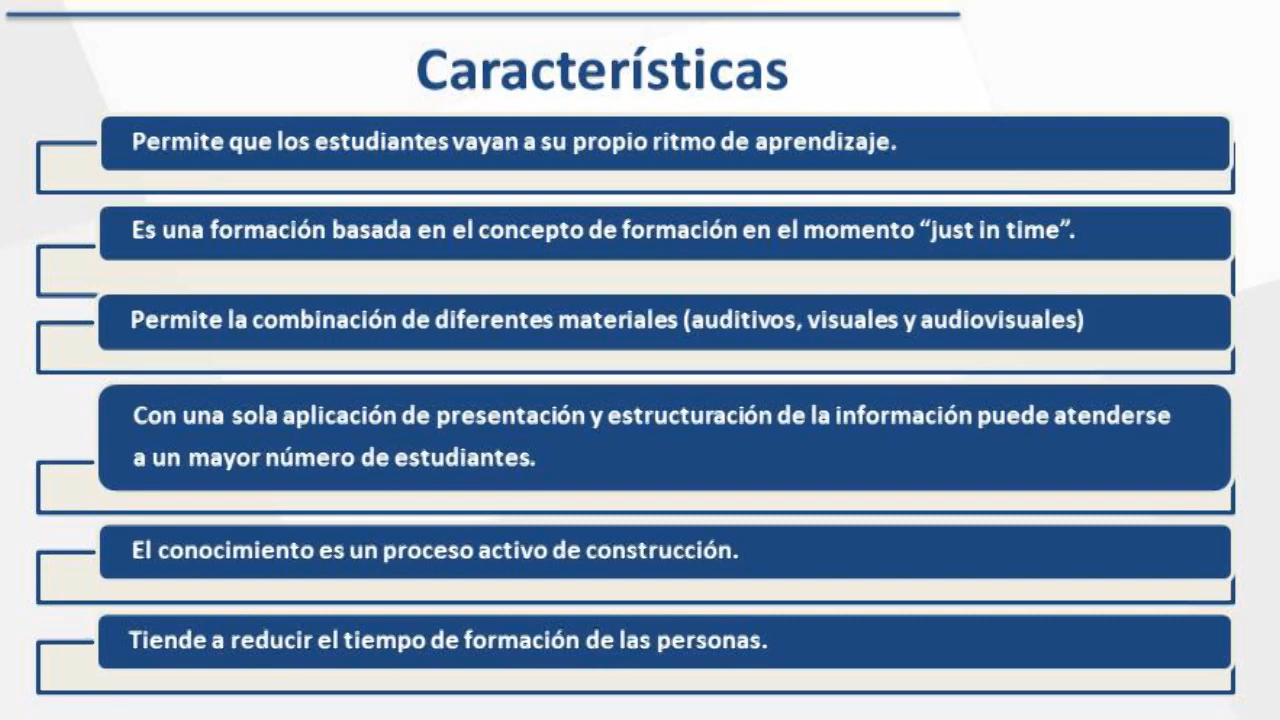 Características
Permite que los estudiantes vayan a su propio ritmo de aprendizaje.
Es una formación basada en el concepto de formación en el momento “just in time”.
Permite la combinación de diferentes materiales (auditivos, visuales y audiovisuales)
Con una sola aplicación de presentación y estructuración de la información puede atenderse
a un mayor número de estudiantes.
El conocimiento es un proceso activo de construcción.
Tiende a reducir el tiempo de formación de las personas.